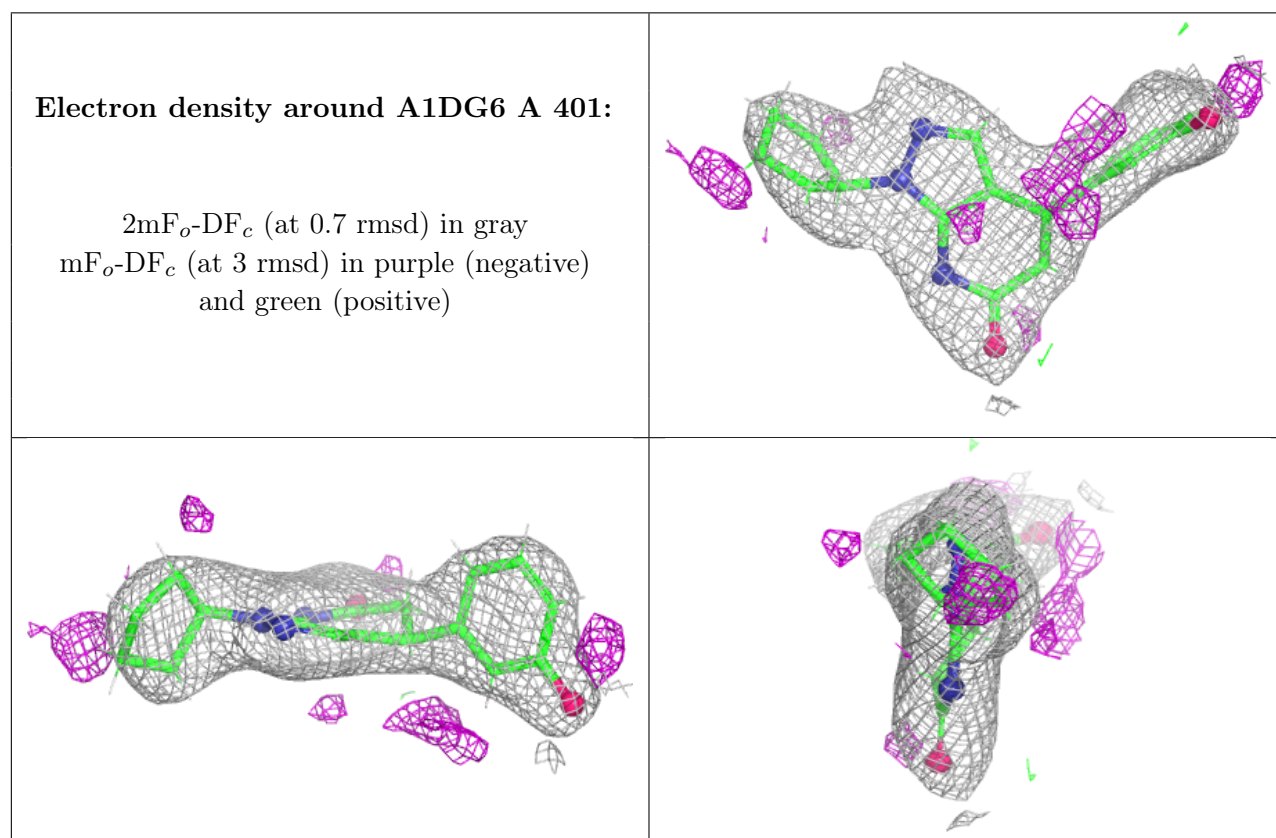 Electron density around A1DG6 A 401:
2mFo-DFc (at 0.7 rmsd) in gray
mFo-DFc (at 3 rmsd) in purple (negative)
and green (positive)